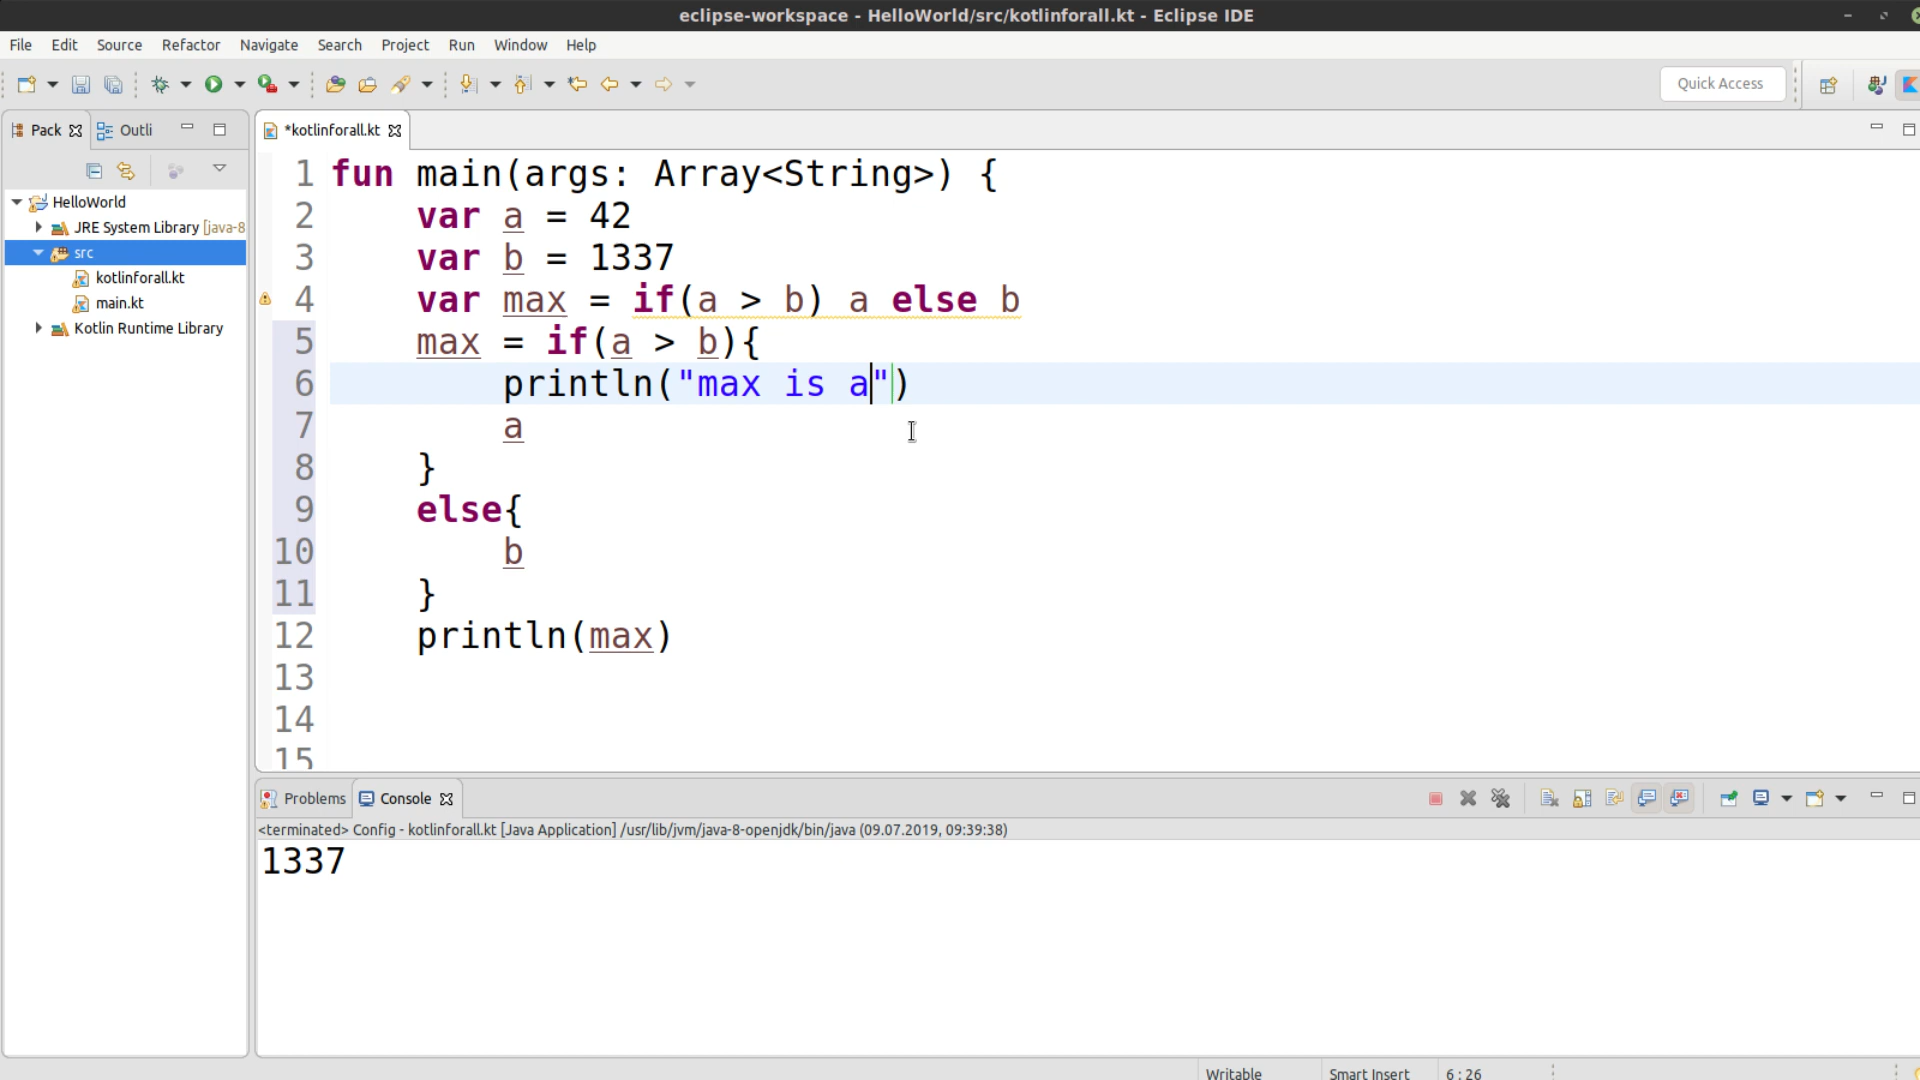 eclipse-workspace - HelloWorld/src/kotlinforall.kt - Eclipse IDE
File Edit Source Refactor Navigate Search Project Run Window Help
Quick Access
Pack Outli
*kotlinforall.kt
HelloWorld
JRE System Library [java-8
src
kotlinforall.kt
main.kt
Kotlin Runtime Library
1 fun main(args: Array<String>) {
2 var a = 42
3 var b = 1337
4 var max = if(a > b) a else b
5 max = if(a > b){
6 println("max is a")
7 a
8 }
9 else{
10 b
11 }
12 println(max)
13
14
15
Problems Console
<terminated> Config - kotlinforall.kt [Java Application] /usr/lib/jvm/java-8-openjdk/bin/java (09.07.2019, 09:39:38)
1337
Writable Smart Insert 6 : 26